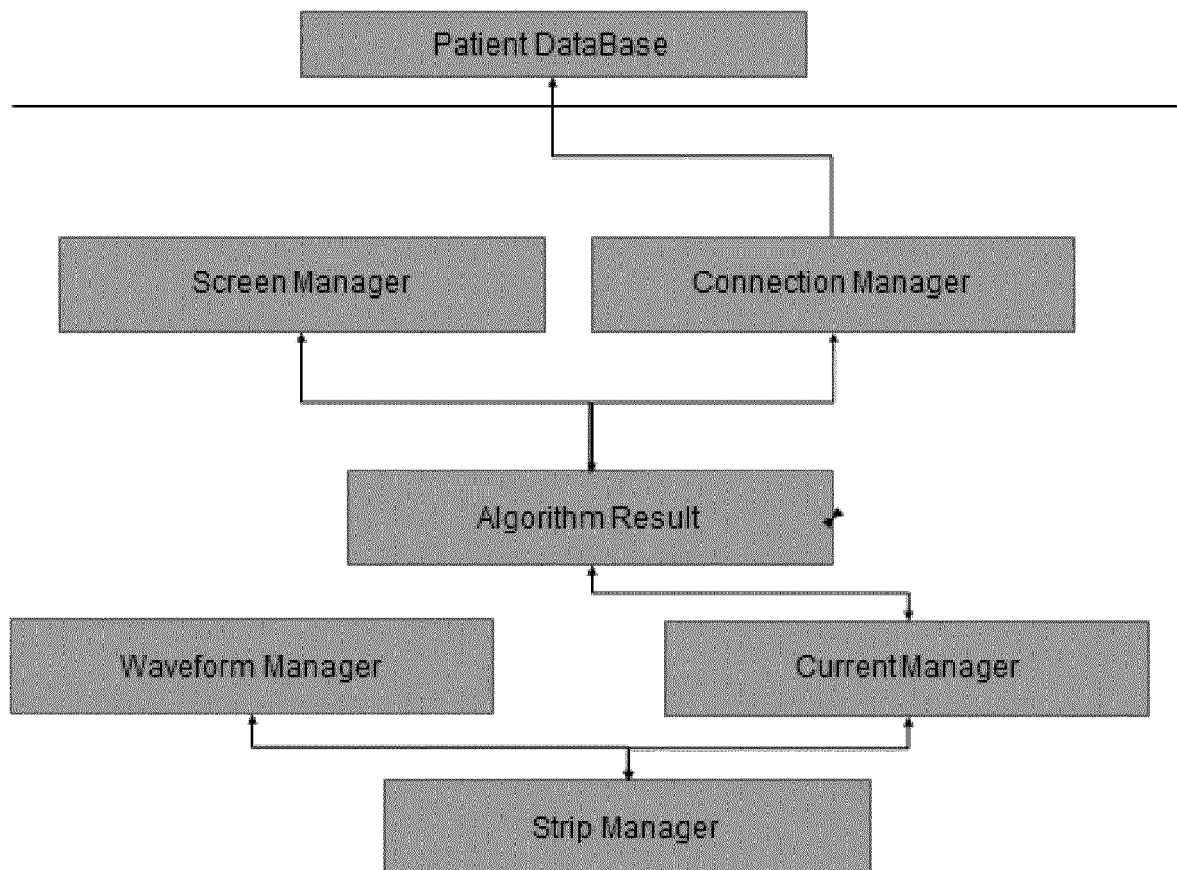 Patient DataBase
Screen Manager
Connection Manager
Algorithm Result
Waveform Manager
Current Manager
Strip Manager